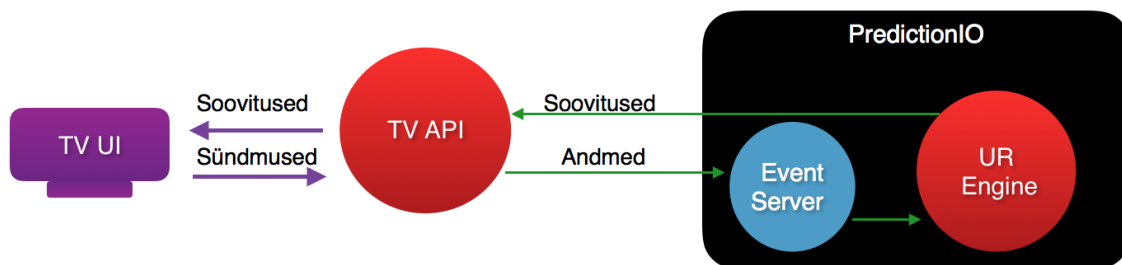 PredictionIO
Soovitused
Soovitused
TV UI
TV API
Sündmused
Andmed
Event
Server
UR
Engine